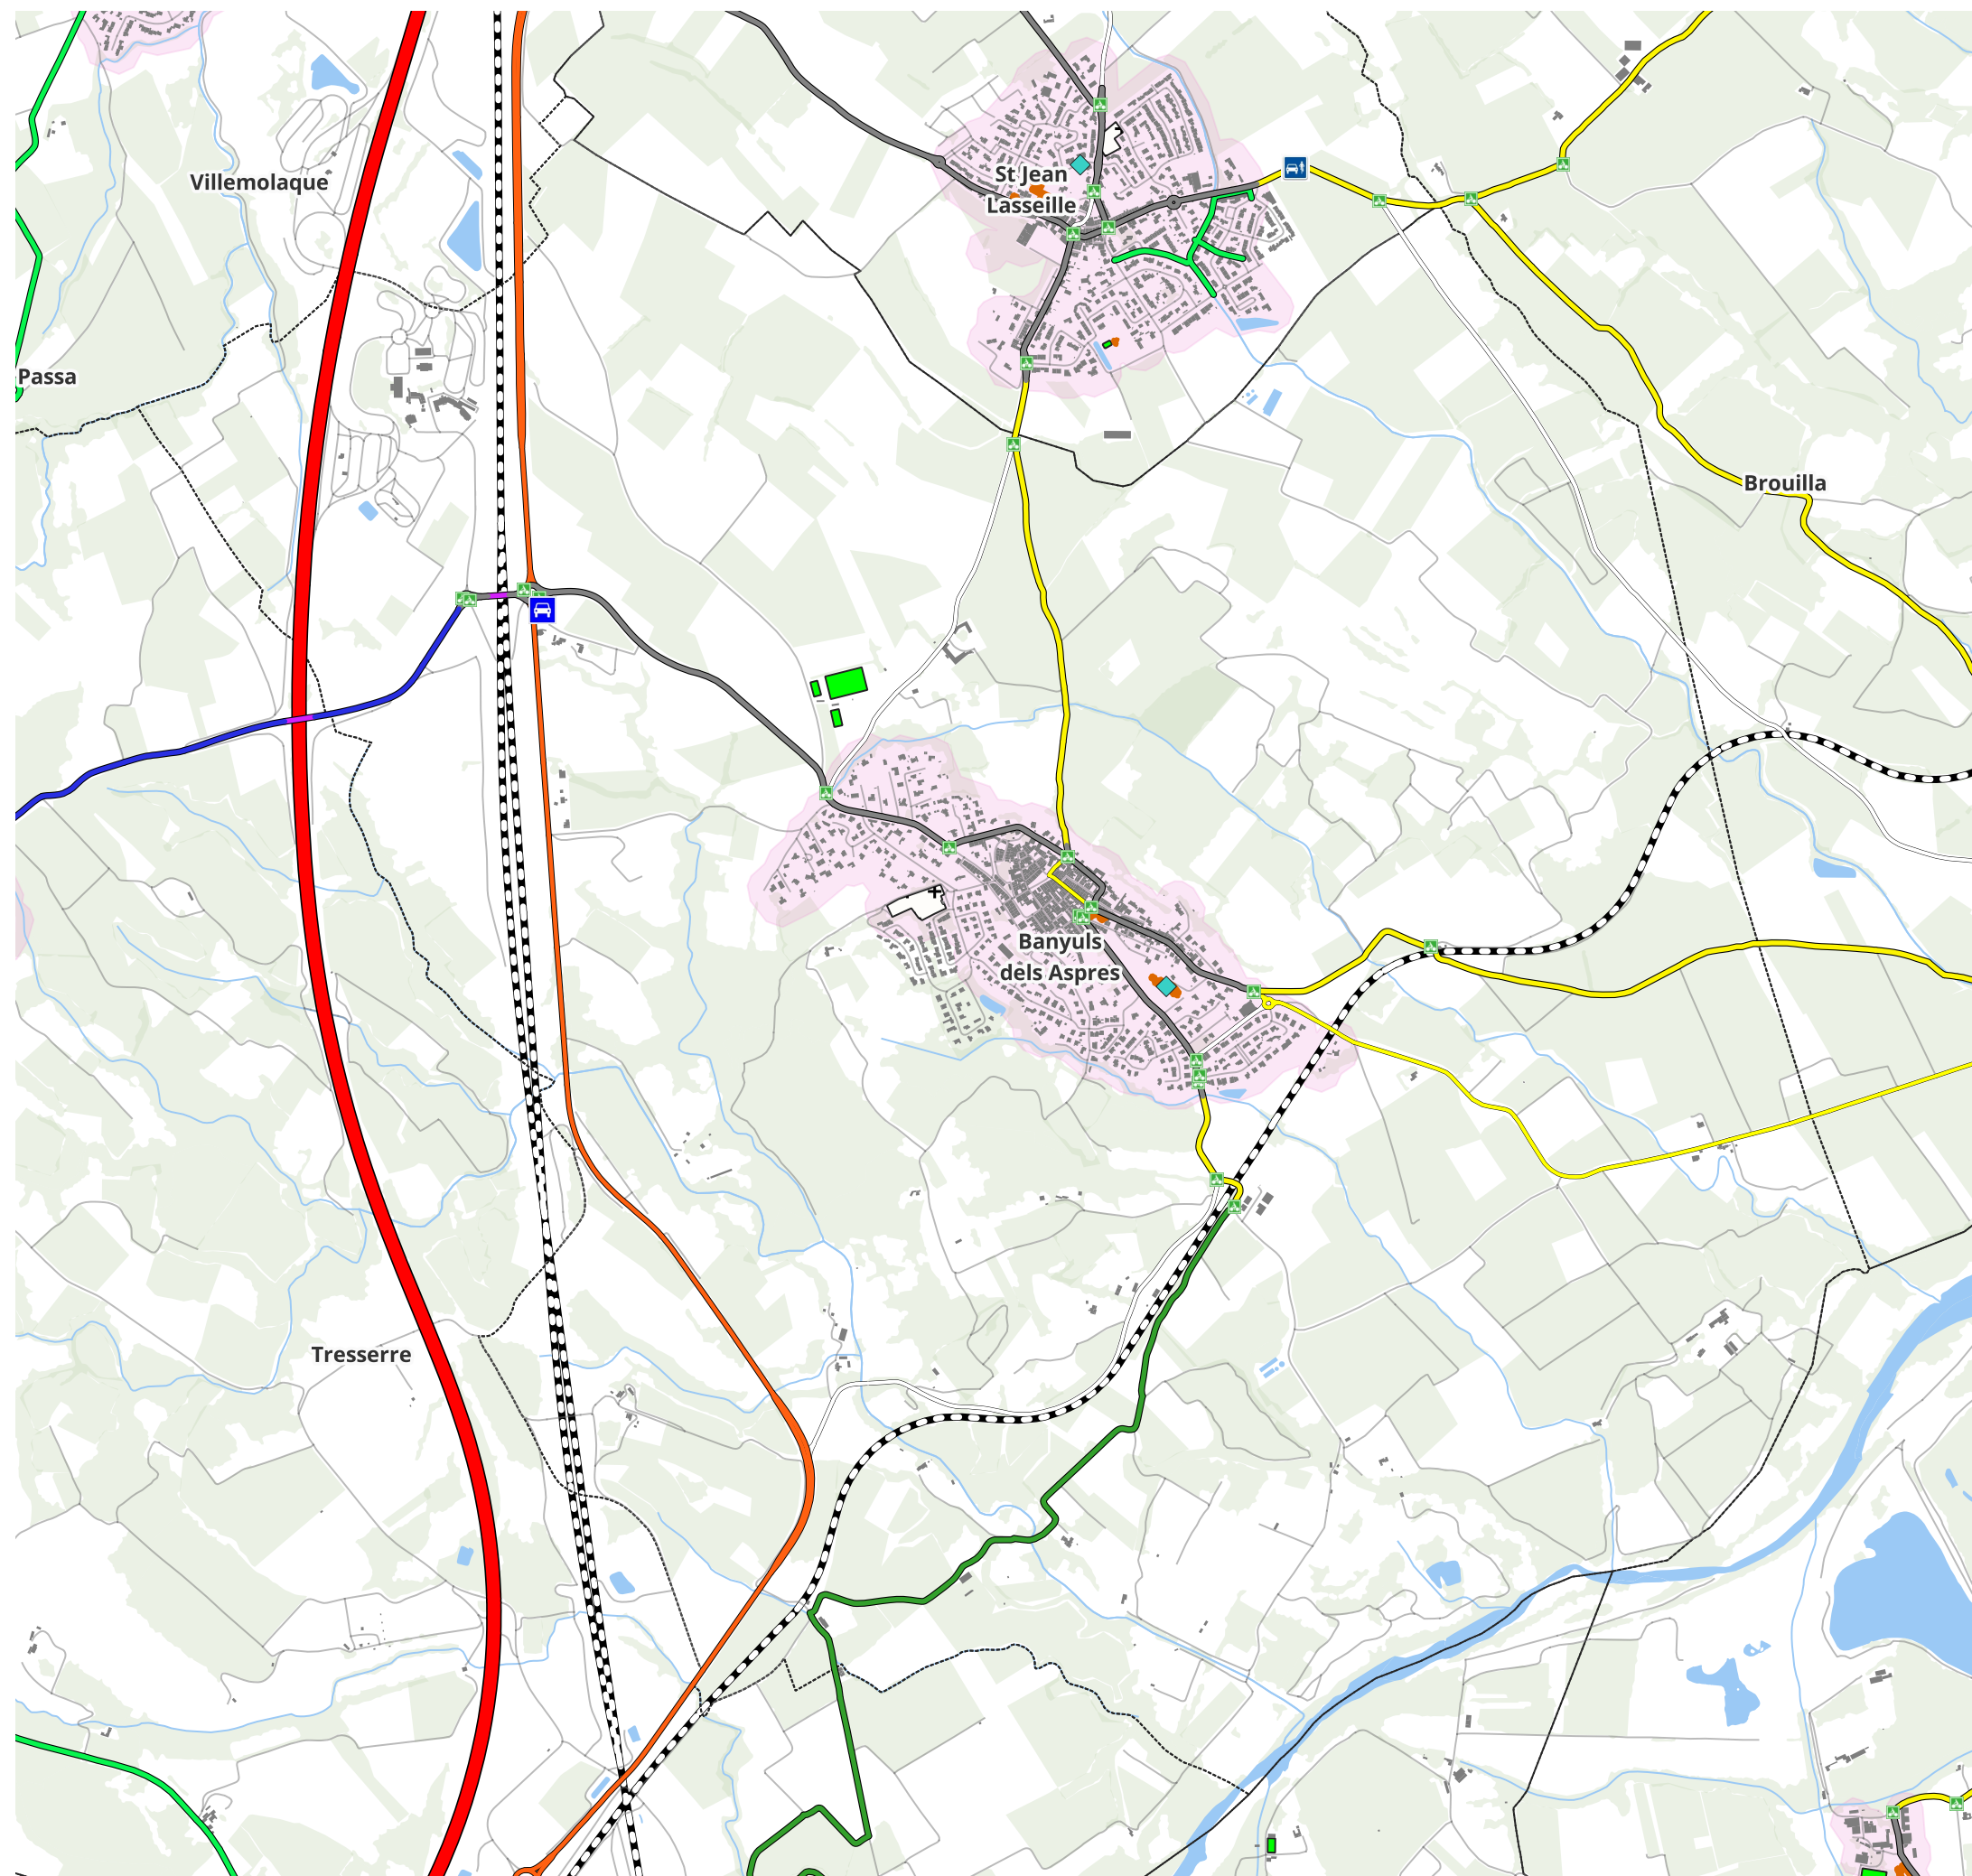 Villemolaque
St Jean
Lasseille
Passa
Brouilla
Banyuls
dels Aspres
Tresserre